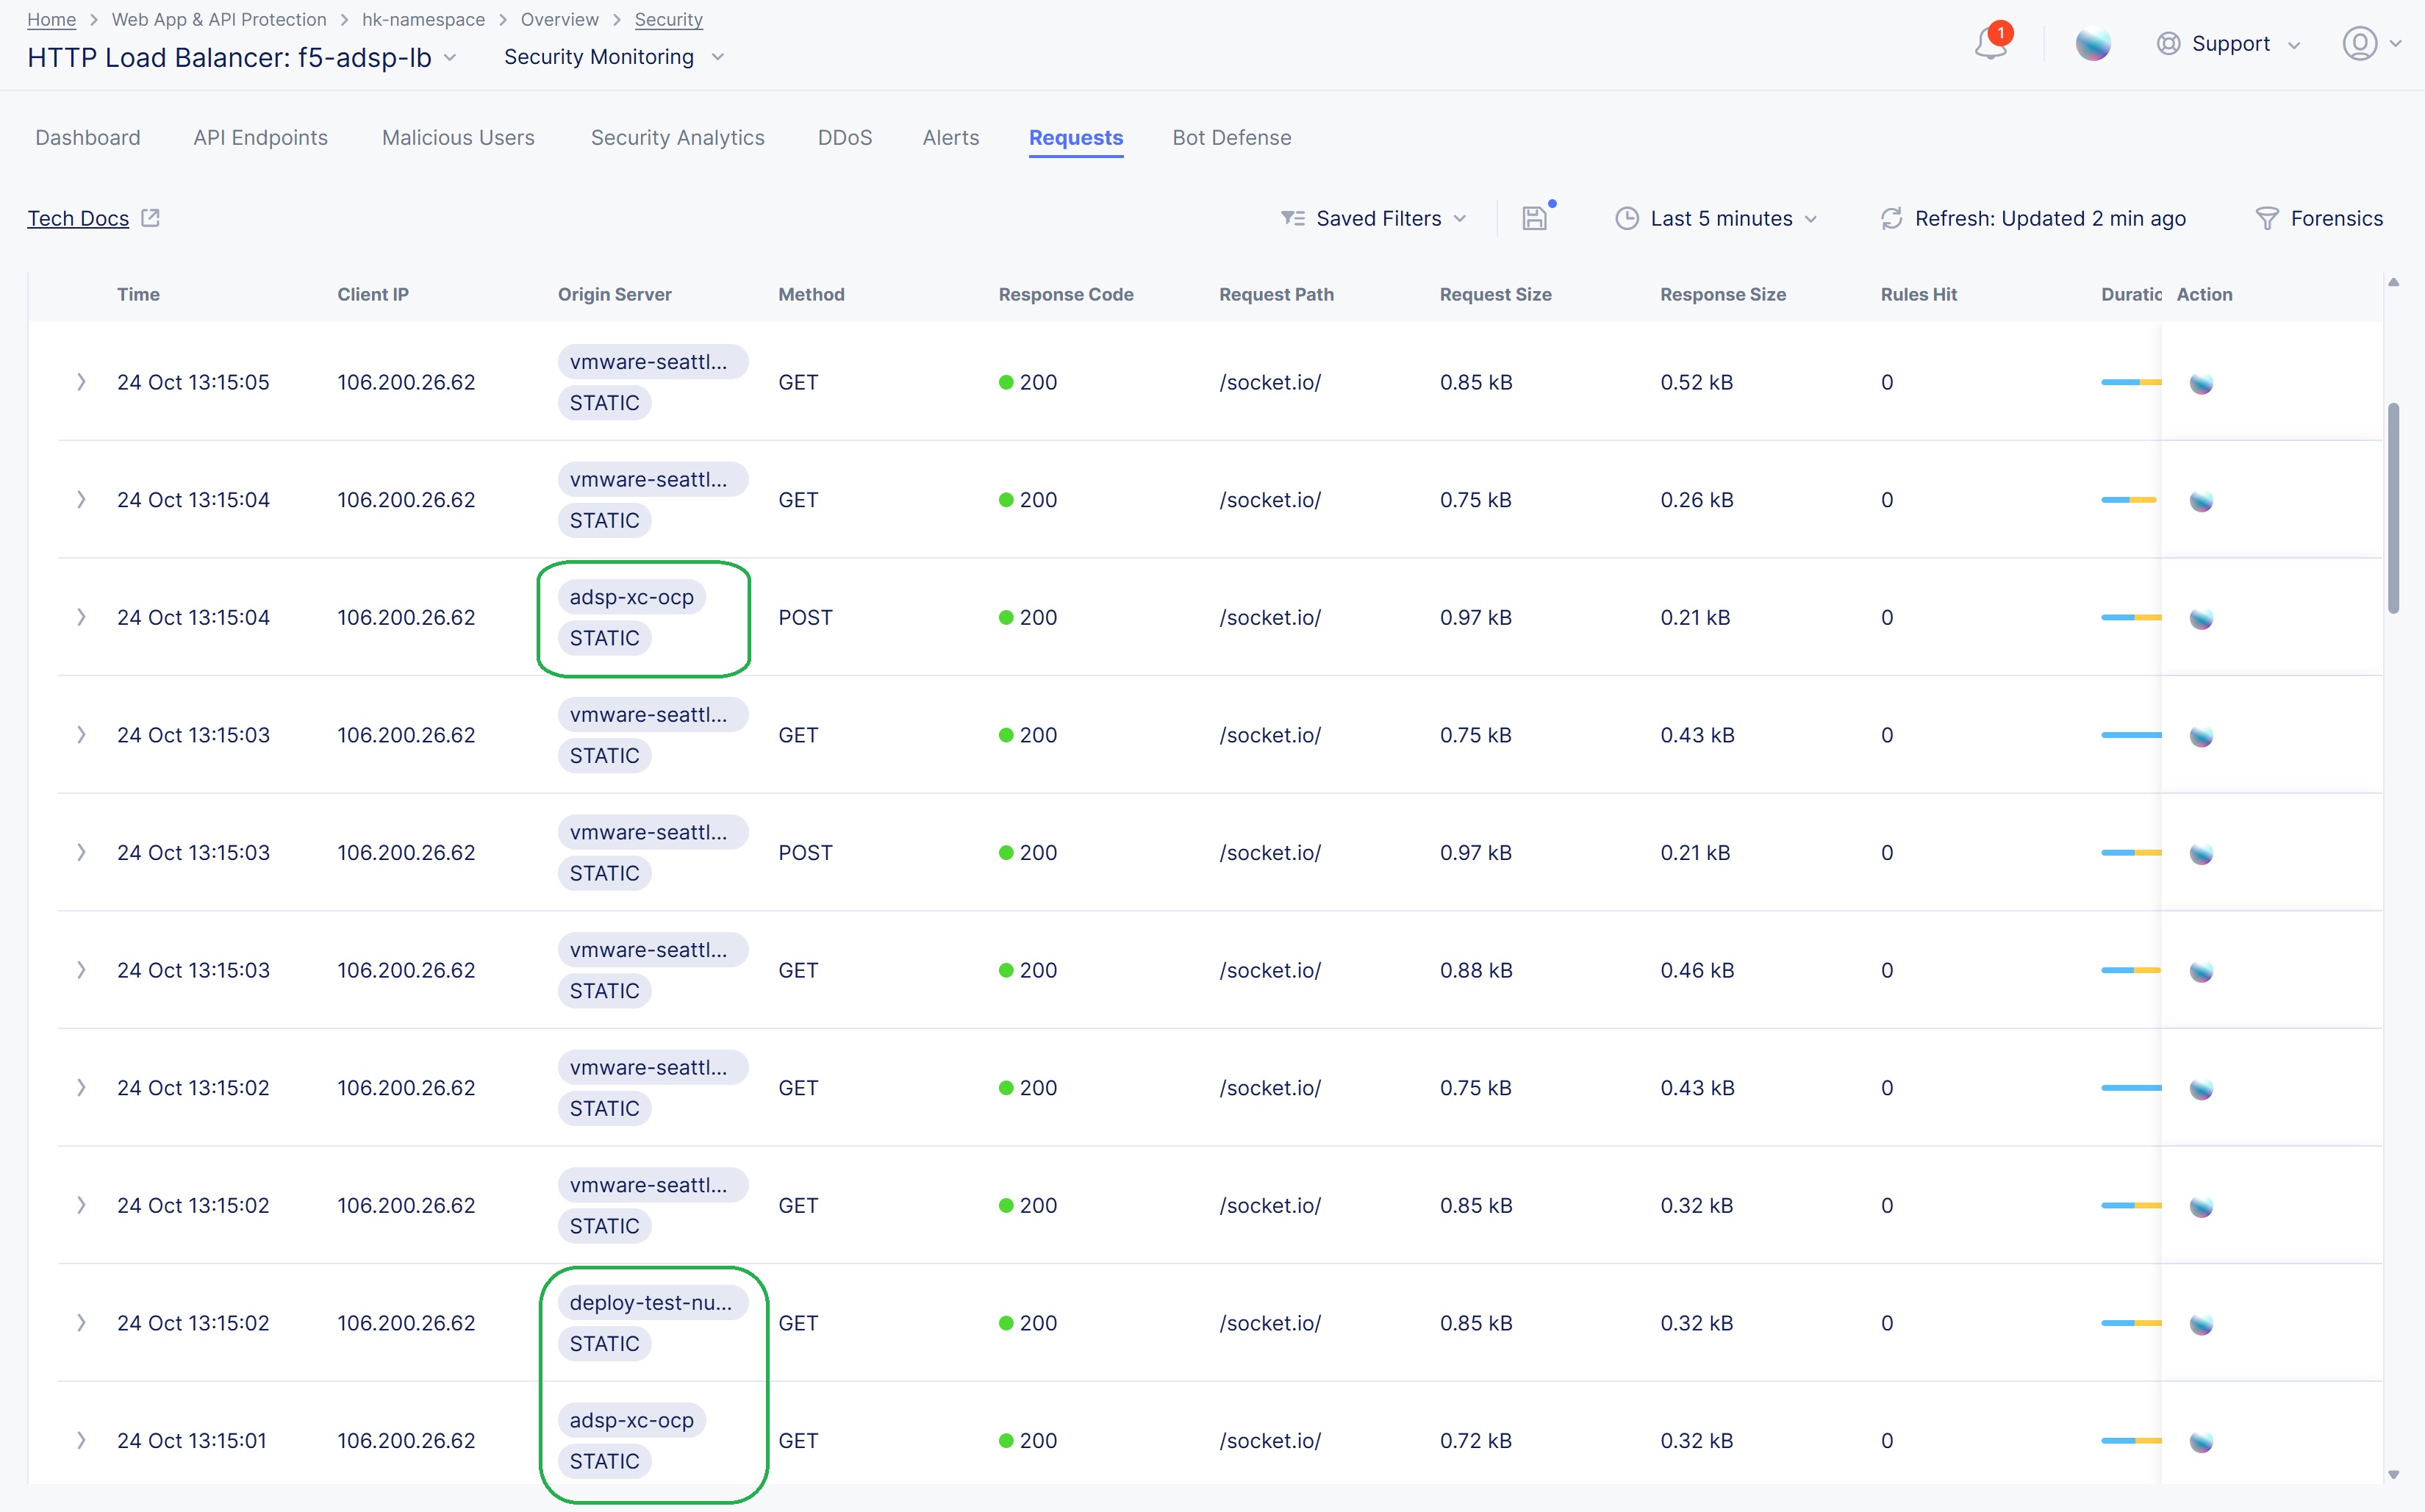 Home > Web App & API Protection > hk-namespace > Overview > Security
HTTP Load Balancer: f5-adsp-lb Security Monitoring
1 Support
Dashboard API Endpoints Malicious Users Security Analytics DDoS Alerts Requests Bot Defense
Tech Docs Saved Filters Last 5 minutes Refresh: Updated 2 min ago Forensics
Time Client IP Origin Server Method Response Code Request Path Request Size Response Size Rules Hit Duratio Action
vmware-seattl...
24 Oct 13:15:05 106.200.26.62 GET 200 /socket.io/ 0.85 kB 0.52 kB 0
STATIC
vmware-seattl...
24 Oct 13:15:04 106.200.26.62 GET 200 /socket.io/ 0.75 kB 0.26 kB 0
STATIC
adsp-xc-ocp
24 Oct 13:15:04 106.200.26.62 POST 200 /socket.io/ 0.97 kB 0.21 kB 0
STATIC
vmware-seattl...
24 Oct 13:15:03 106.200.26.62 GET 200 /socket.io/ 0.75 kB 0.43 kB 0
STATIC
vmware-seattl...
24 Oct 13:15:03 106.200.26.62 POST 200 /socket.io/ 0.97 kB 0.21 kB 0
STATIC
vmware-seattl...
24 Oct 13:15:03 106.200.26.62 GET 200 /socket.io/ 0.88 kB 0.46 kB 0
STATIC
vmware-seattl...
24 Oct 13:15:02 106.200.26.62 GET 200 /socket.io/ 0.75 kB 0.43 kB 0
STATIC
vmware-seattl...
24 Oct 13:15:02 106.200.26.62 GET 200 /socket.io/ 0.85 kB 0.32 kB 0
STATIC
deploy-test-nu...
24 Oct 13:15:02 106.200.26.62 GET 200 /socket.io/ 0.85 kB 0.32 kB 0
STATIC
adsp-xc-ocp
24 Oct 13:15:01 106.200.26.62 GET 200 /socket.io/ 0.72 kB 0.32 kB 0
STATIC